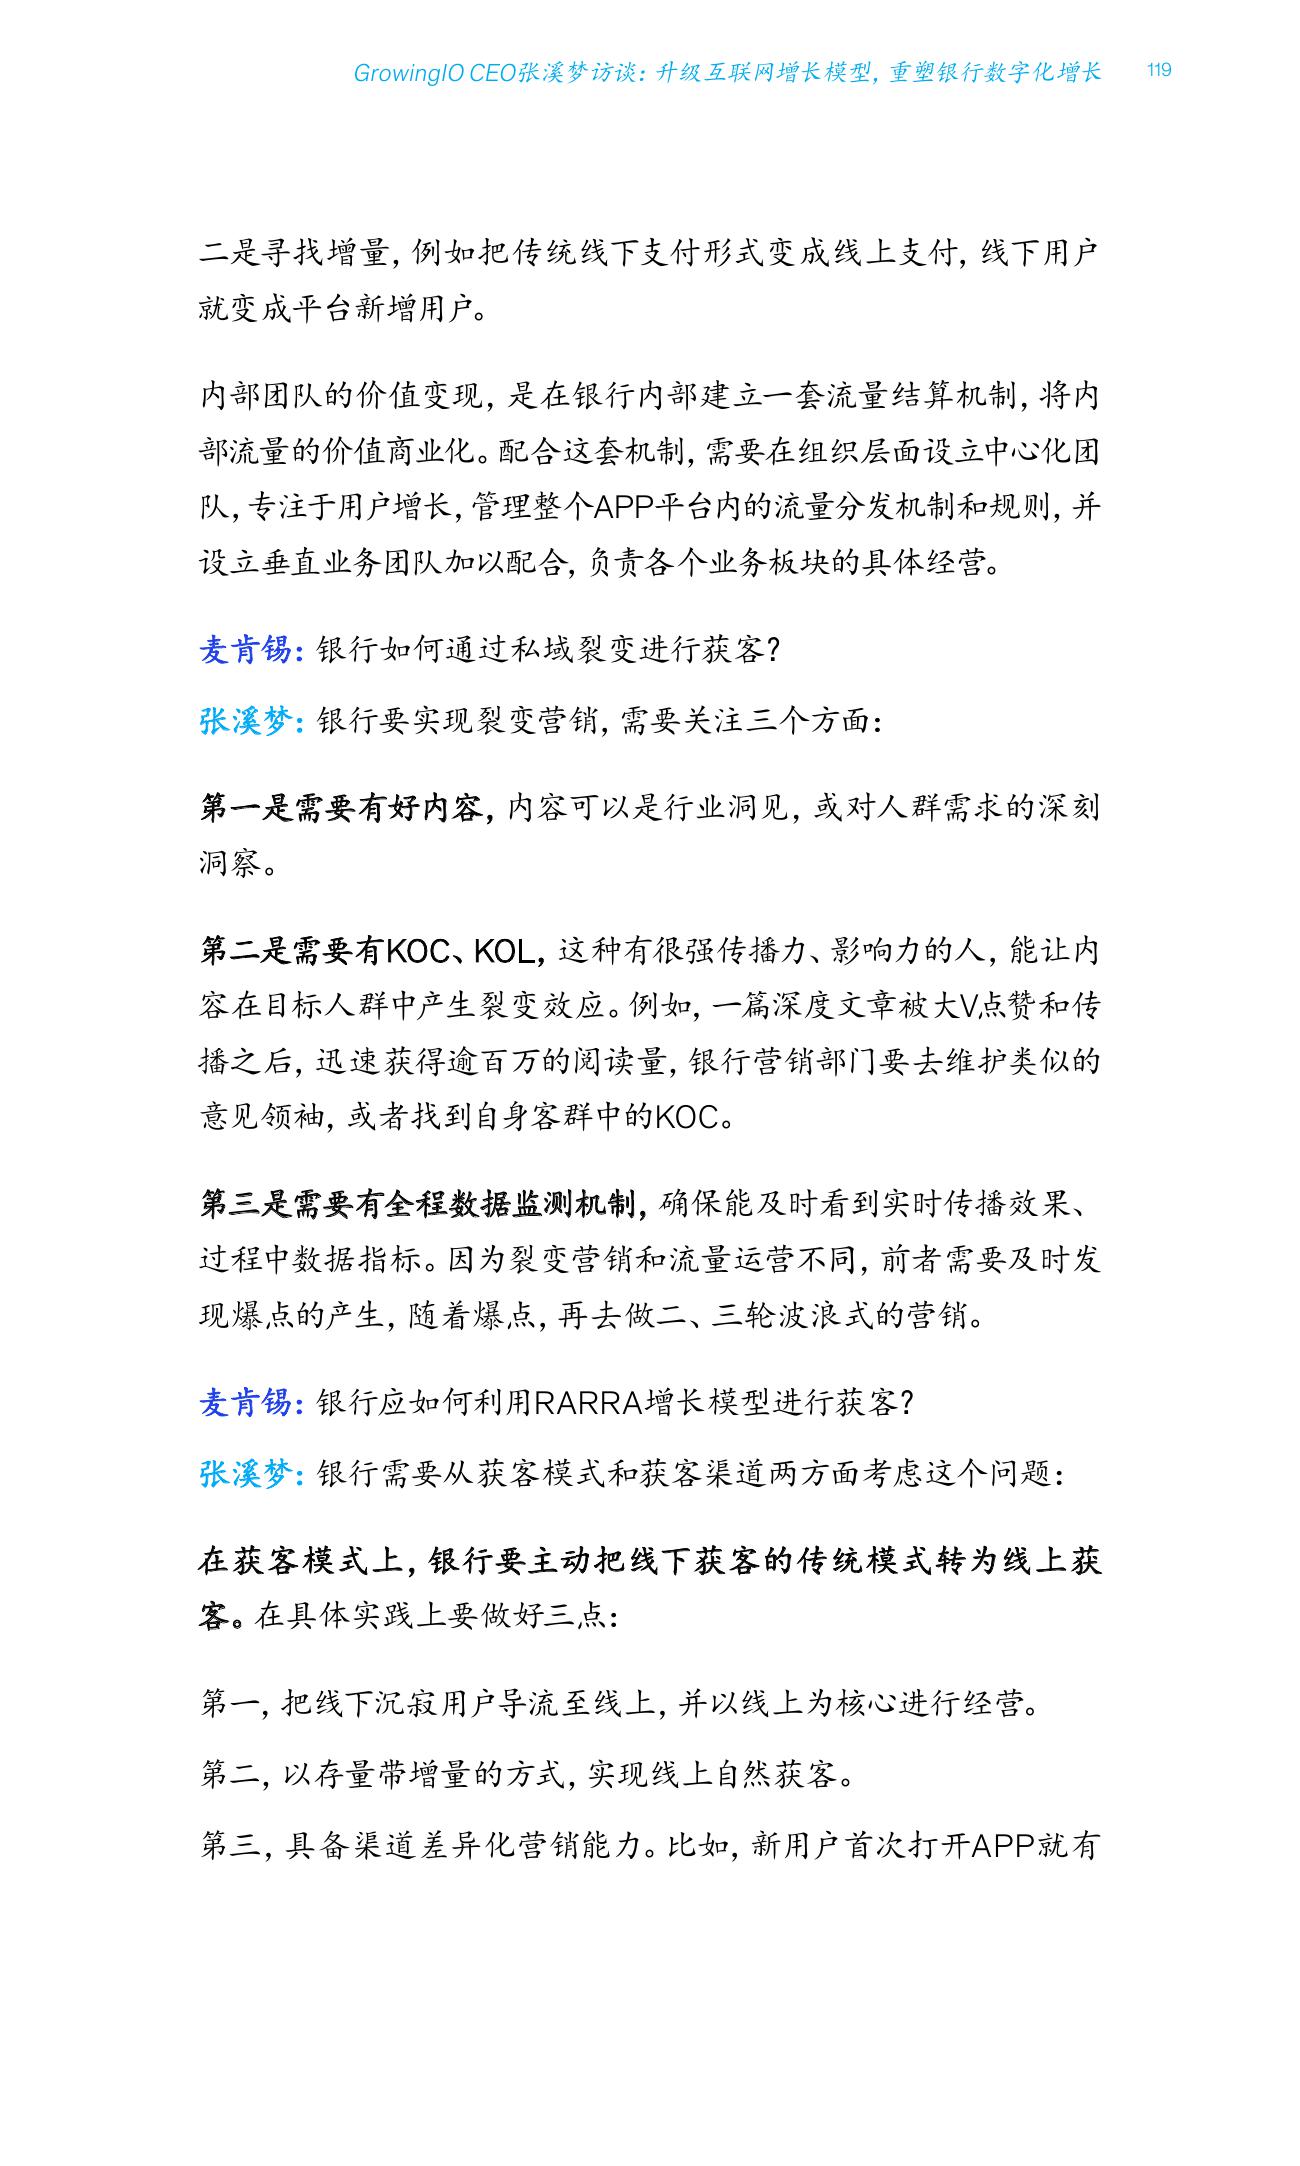 GrowingIO CEO张溪梦访谈：升级互联网增长模型，重塑银行数字化增长 119
二是寻找增量，例如把传统线下支付形式变成线上支付，线下用户
就变成平台新增用户。
内部团队的价值变现，是在银行内部建立一套流量结算机制，将内
部流量的价值商业化。配合这套机制，需要在组织层面设立中心化团
队，专注于用户增长，管理整个APP平台内的流量分发机制和规则，并
设立垂直业务团队加以配合，负责各个业务板块的具体经营。
麦肯锡：银行如何通过私域裂变进行获客？
张溪梦：银行要实现裂变营销，需要关注三个方面：
第一是需要有好内容，内容可以是行业洞见，或对人群需求的深刻
洞察。
第二是需要有KOC、KOL，这种有很强传播力、影响力的人，能让内
容在目标人群中产生裂变效应。例如，一篇深度文章被大V点赞和传
播之后，迅速获得逾百万的阅读量，银行营销部门要去维护类似的
意见领袖，或者找到自身客群中的KOC。
第三是需要有全程数据监测机制，确保能及时看到实时传播效果、
过程中数据指标。因为裂变营销和流量运营不同，前者需要及时发
现爆点的产生，随着爆点，再去做二、三轮波浪式的营销。
麦肯锡：银行应如何利用RARRA增长模型进行获客？
张溪梦：银行需要从获客模式和获客渠道两方面考虑这个问题：
在获客模式上，银行要主动把线下获客的传统模式转为线上获
客。在具体实践上要做好三点：
第一，把线下沉寂用户导流至线上，并以线上为核心进行经营。
第二，以存量带增量的方式，实现线上自然获客。
第三，具备渠道差异化营销能力。比如，新用户首次打开APP就有